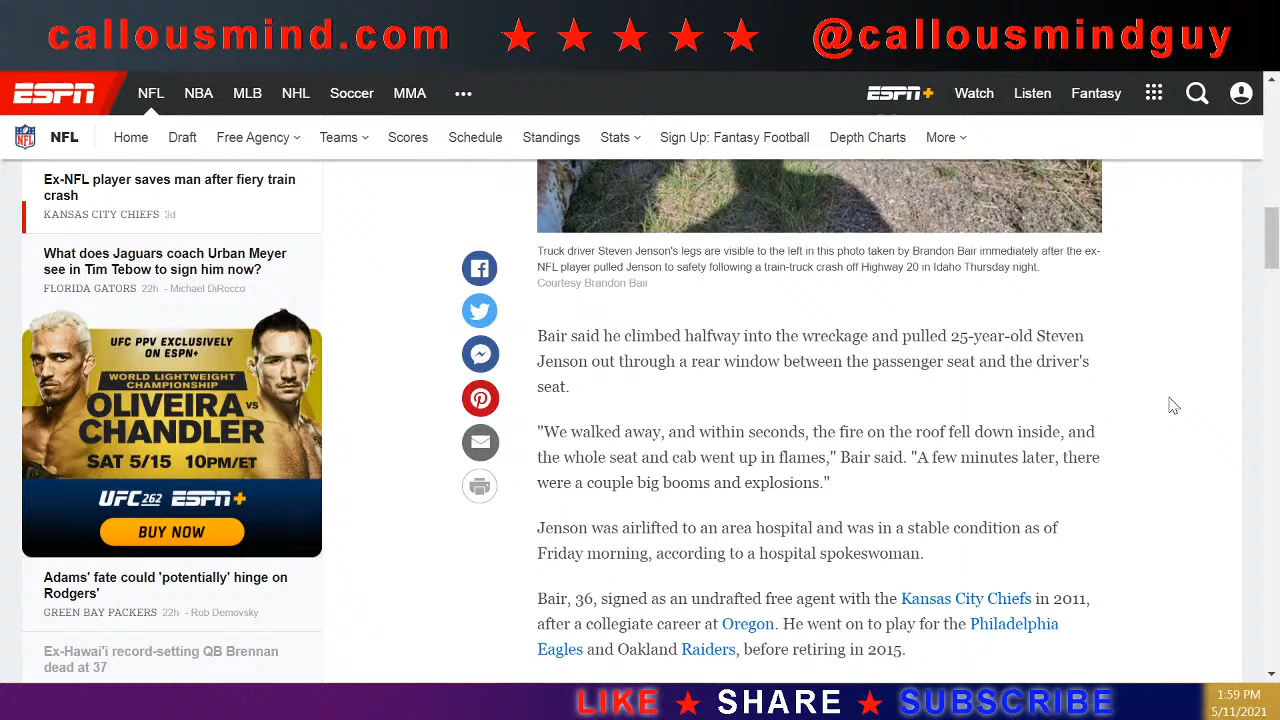 callousmind.com ★ ★ ★ ★ ★ @callousmindguy
ESPN NFL NBA MLB NHL Soccer MMA ••• ESPN+ Watch Listen Fantasy
NFL Home Draft Free Agency Teams Scores Schedule Standings Stats Sign Up: Fantasy Football Depth Charts More
Ex-NFL player saves man after fiery train
crash
KANSAS CITY CHIEFS 3d
What does Jaguars coach Urban Meyer
see in Tim Tebow to sign him now?
FLORIDA GATORS 22h - Michael DiRocco
UFC PPV EXCLUSIVELY
ON ESPN+
WORLD LIGHTWEIGHT
CHAMPIONSHIP
OLIVEIRA VS
CHANDLER
SAT 5/15 10PM/ET
UFC 262 ESPN+
BUY NOW
Adams' fate could 'potentially' hinge on
Rodgers'
GREEN BAY PACKERS 22h - Rob Demovsky
Ex-Hawai'i record-setting QB Brennan
dead at 37
Truck driver Steven Jenson's legs are visible to the left in this photo taken by Brandon Bair immediately after the ex-
NFL player pulled Jenson to safety following a train-truck crash off Highway 20 in Idaho Thursday night.
Courtesy Brandon Bair
Bair said he climbed halfway into the wreckage and pulled 25-year-old Steven
Jenson out through a rear window between the passenger seat and the driver's
seat.
"We walked away, and within seconds, the fire on the roof fell down inside, and
the whole seat and cab went up in flames," Bair said. "A few minutes later, there
were a couple big booms and explosions."
Jenson was airlifted to an area hospital and was in a stable condition as of
Friday morning, according to a hospital spokeswoman.
Bair, 36, signed as an undrafted free agent with the Kansas City Chiefs in 2011,
after a collegiate career at Oregon. He went on to play for the Philadelphia
Eagles and Oakland Raiders, before retiring in 2015.
LIKE ★ SHARE ★ SUBSCRIBE
1:59 PM
5/11/2021